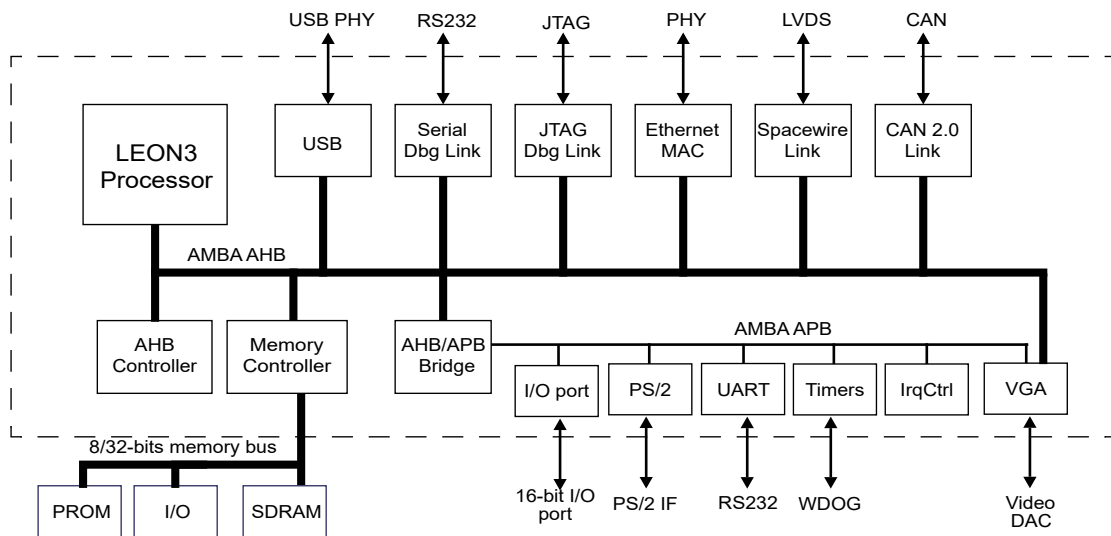 USB PHY
RS232
JTAG
PHY
LVDS
CAN
LEON3
Processor
USB
Serial
Dbg Link
JTAG
Dbg Link
Ethernet
MAC
Spacewire
Link
CAN 2.0
Link
AMBA AHB
AHB
Controller
Memory
Controller
AHB/APB
Bridge
AMBA APB
I/O port
PS/2
UART
Timers
IrqCtrl
VGA
8/32-bits memory bus
PROM
I/O
SDRAM
16-bit I/O
port
PS/2 IF
RS232
WDOG
Video
DAC